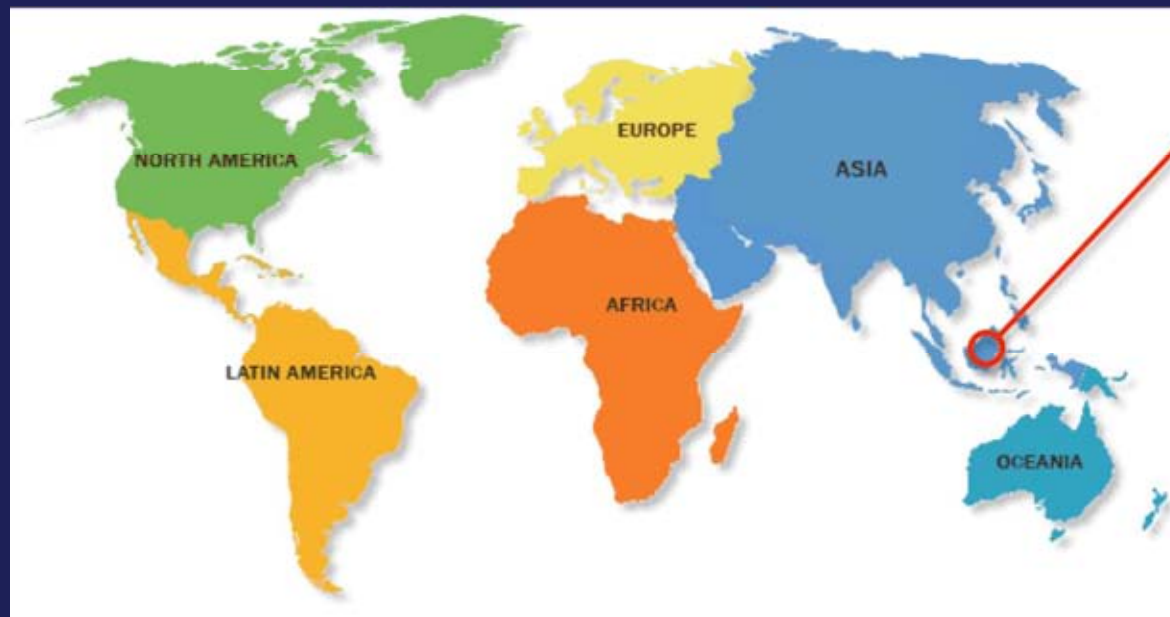 NORTH AMERICA
EUROPE
ASIA
AFRICA
LATIN AMERICA
OCEANIA